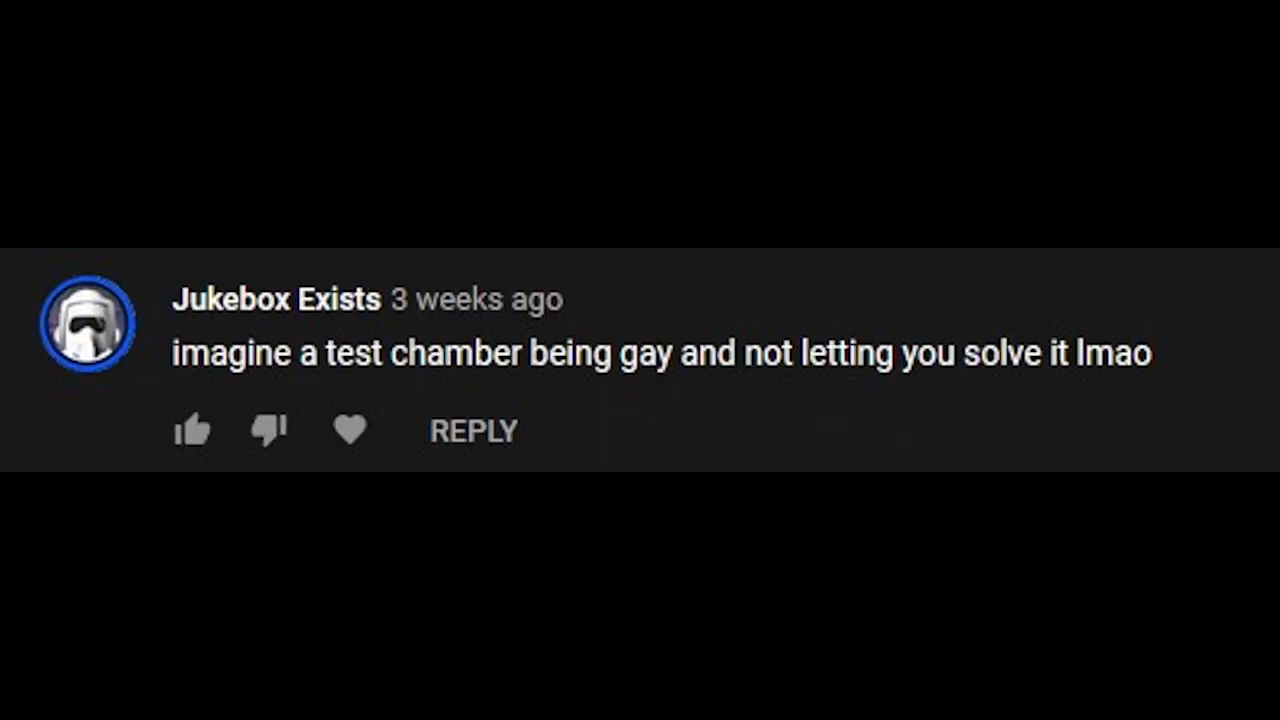 Jukebox Exists 3 weeks ago
imagine a test chamber being gay and not letting you solve it lmao
REPLY